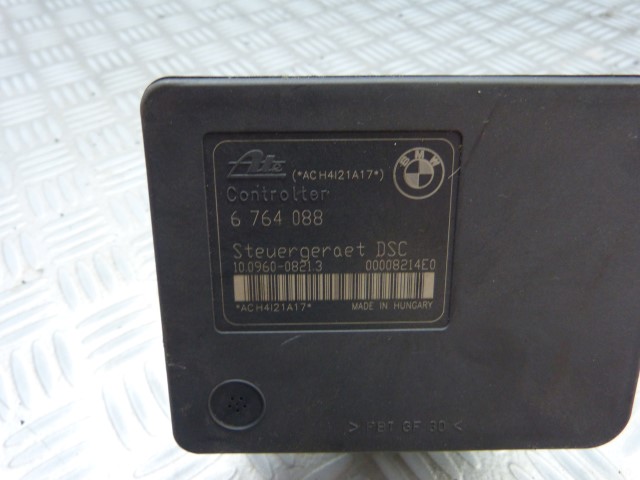 Ate (*ACH4I21A17*) BMW
Controller
6 764 088
Steuergeraet DSC
10.0960-0821.3 00008214E0
*ACH4I21A17* MADE IN HUNGARY
> PBT GF 30 <